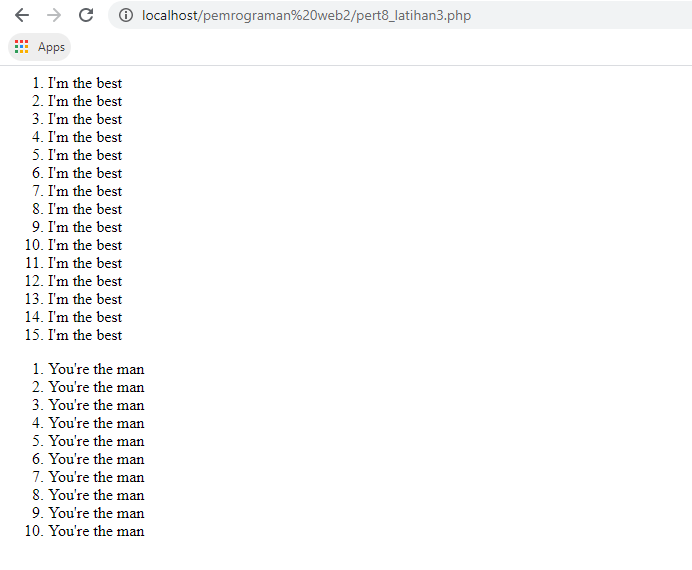 localhost/pemrograman%20web2/pert8_latihan3.php
Apps
1. I'm the best
2. I'm the best
3. I'm the best
4. I'm the best
5. I'm the best
6. I'm the best
7. I'm the best
8. I'm the best
9. I'm the best
10. I'm the best
11. I'm the best
12. I'm the best
13. I'm the best
14. I'm the best
15. I'm the best
1. You're the man
2. You're the man
3. You're the man
4. You're the man
5. You're the man
6. You're the man
7. You're the man
8. You're the man
9. You're the man
10. You're the man